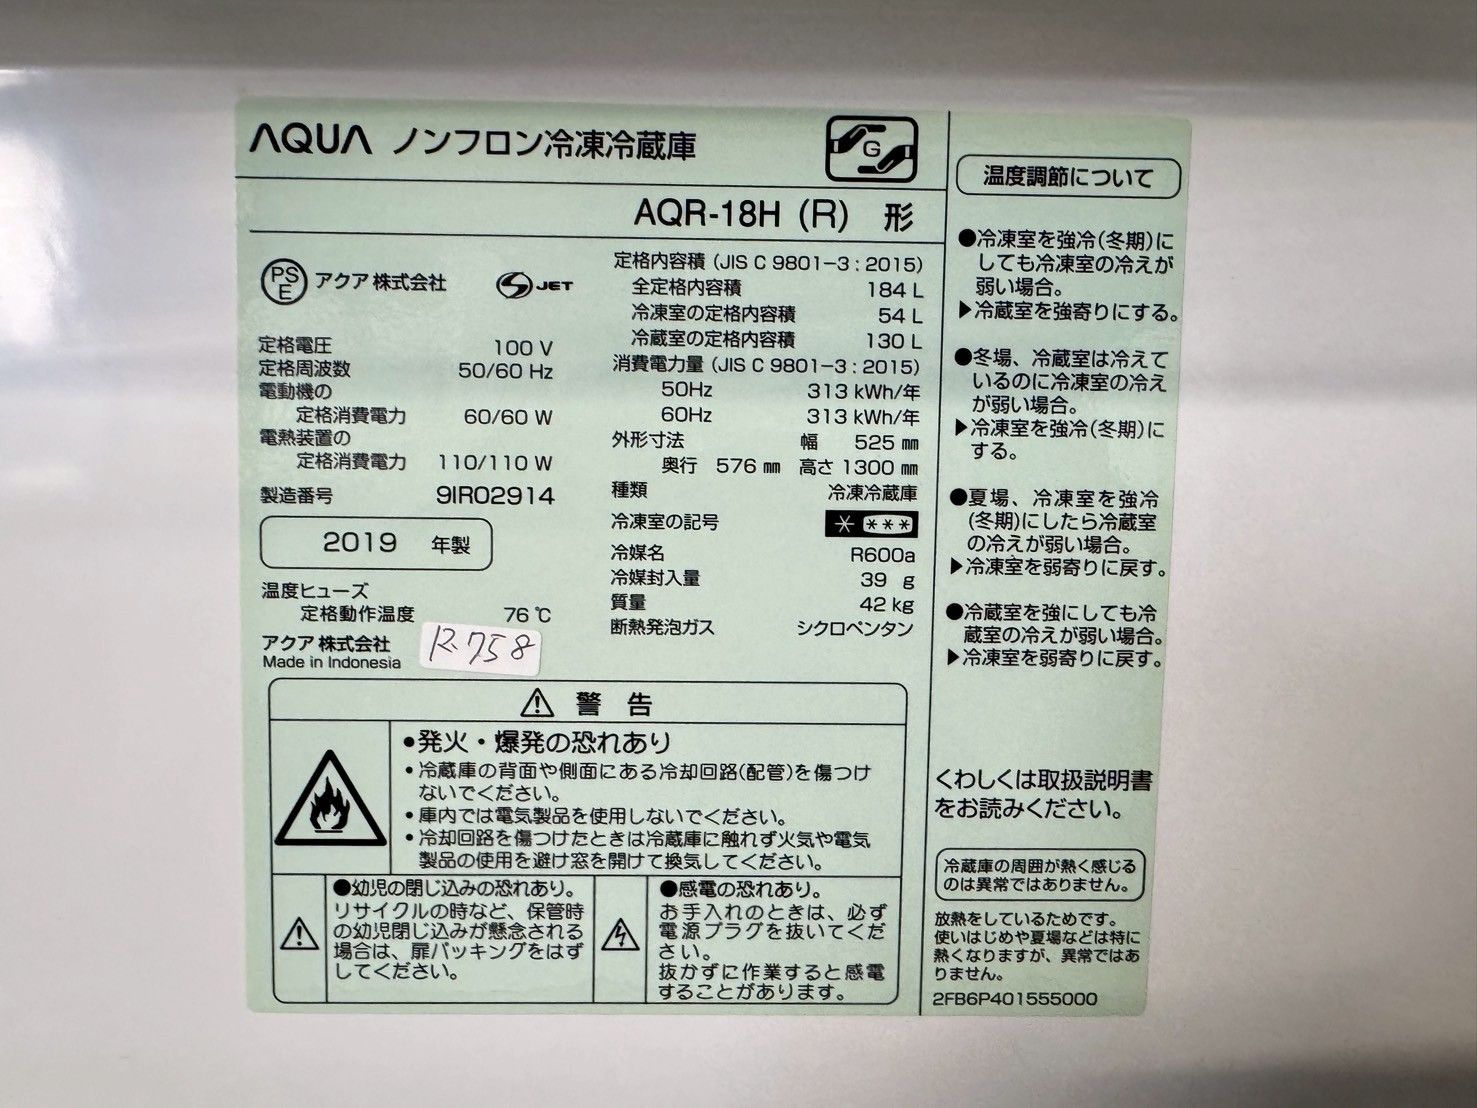 AQUA ノンフロン冷凍冷蔵庫
G
AQR-18H (R) 形
PS
E
アクア株式会社
JET
定格電圧 100 V
定格周波数 50/60 Hz
電動機の
定格消費電力 60/60 W
電熱装置の
定格消費電力 110/110 W
製造番号 9IR02914
2019 年製
温度ヒューズ
定格動作温度 76 ℃
アクア株式会社
Made in Indonesia
R.758
定格内容積 (JIS C 9801-3 : 2015)
全定格内容積 184 L
冷凍室の定格内容積 54 L
冷蔵室の定格内容積 130 L
消費電力量 (JIS C 9801-3 : 2015)
50Hz 313 kWh/年
60Hz 313 kWh/年
外形寸法 幅 525 ㎜
奥行 576 ㎜ 高さ 1300 ㎜
種類 冷凍冷蔵庫
冷凍室の記号 * ***
冷媒名 R600a
冷媒封入量 39 g
質量 42 kg
断熱発泡ガス シクロペンタン
⚠ 警 告
●発火・爆発の恐れあり
・冷蔵庫の背面や側面にある冷却回路(配管)を傷つけ
ないでください。
・庫内では電気製品を使用しないでください。
・冷却回路を傷つけたときは冷蔵庫に触れず火気や電気
製品の使用を避け窓を開けて換気してください。
●幼児の閉じ込みの恐れあり。
リサイクルの時など、保管時
の幼児閉じ込みが懸念される
場合は、扉パッキングをはず
してください。
●感電の恐れあり。
お手入れのときは、必ず
電源プラグを抜いてくだ
さい。
抜かずに作業すると感電
することがあります。
温度調節について
●冷凍室を強冷(冬期)に
しても冷凍室の冷えが
弱い場合。
▶冷蔵室を強寄りにする。
●冬場、冷蔵室は冷えて
いるのに冷凍室の冷え
が弱い場合。
▶冷凍室を強冷(冬期)に
する。
●夏場、冷凍室を強冷
(冬期)にしたら冷蔵室
の冷えが弱い場合。
▶冷凍室を弱寄りに戻す。
●冷蔵室を強にしても冷
蔵室の冷えが弱い場合。
▶冷凍室を弱寄りに戻す。
くわしくは取扱説明書
をお読みください。
冷蔵庫の周囲が熱く感じる
のは異常ではありません。
放熱をしているためです。
使いはじめや夏場などは特に
熱くなりますが、異常ではあ
りません。
2FB6P401555000